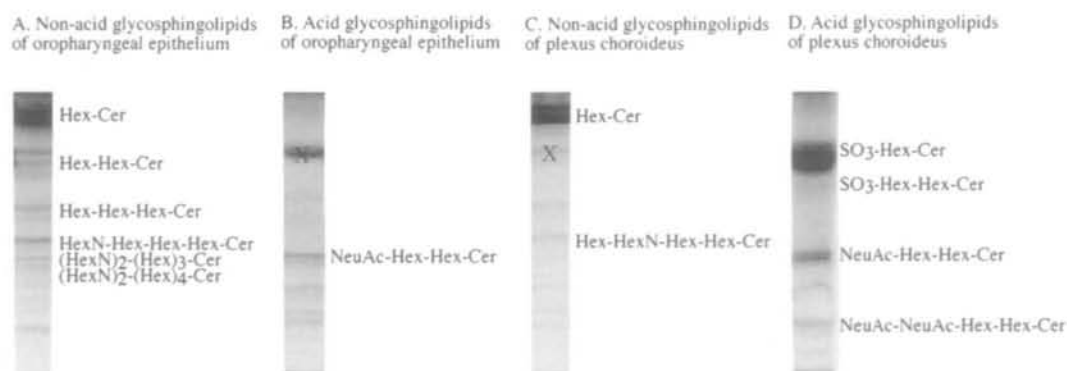 A. Non-acid glycosphingolipids
of oropharyngeal epithelium
Hex-Cer
Hex-Hex-Cer
Hex-Hex-Hex-Cer
HexN-Hex-Hex-Hex-Cer
(HexN)2-(Hex)3-Cer
(HexN)2-(Hex)4-Cer
B. Acid glycosphingolipids
of oropharyngeal epithelium
X
NeuAc-Hex-Hex-Cer
C. Non-acid glycosphingolipids
of plexus choroideus
Hex-Cer
X
Hex-HexN-Hex-Hex-Cer
D. Acid glycosphingolipids
of plexus choroideus
SO3-Hex-Cer
SO3-Hex-Hex-Cer
NeuAc-Hex-Hex-Cer
NeuAc-NeuAc-Hex-Hex-Cer